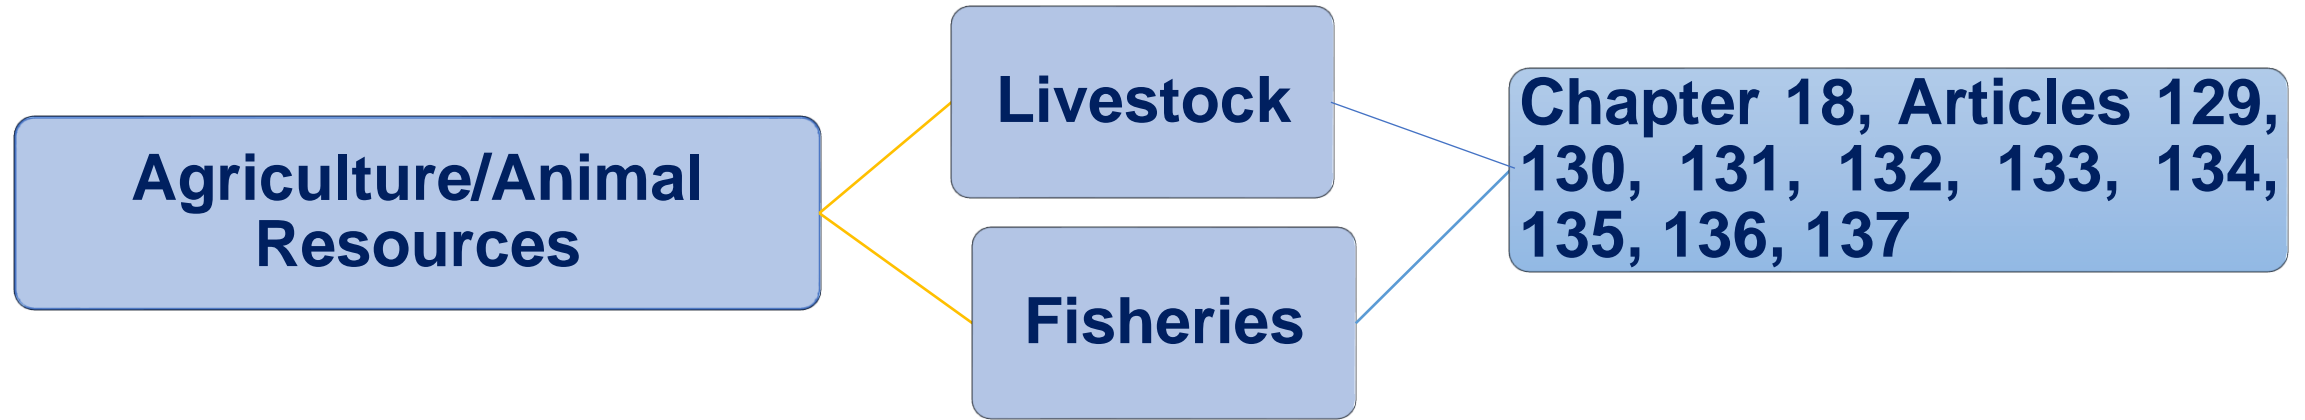 Agriculture/Animal
Resources
Livestock
Fisheries
Chapter 18, Articles 129,
130, 131, 132, 133, 134,
135, 136, 137